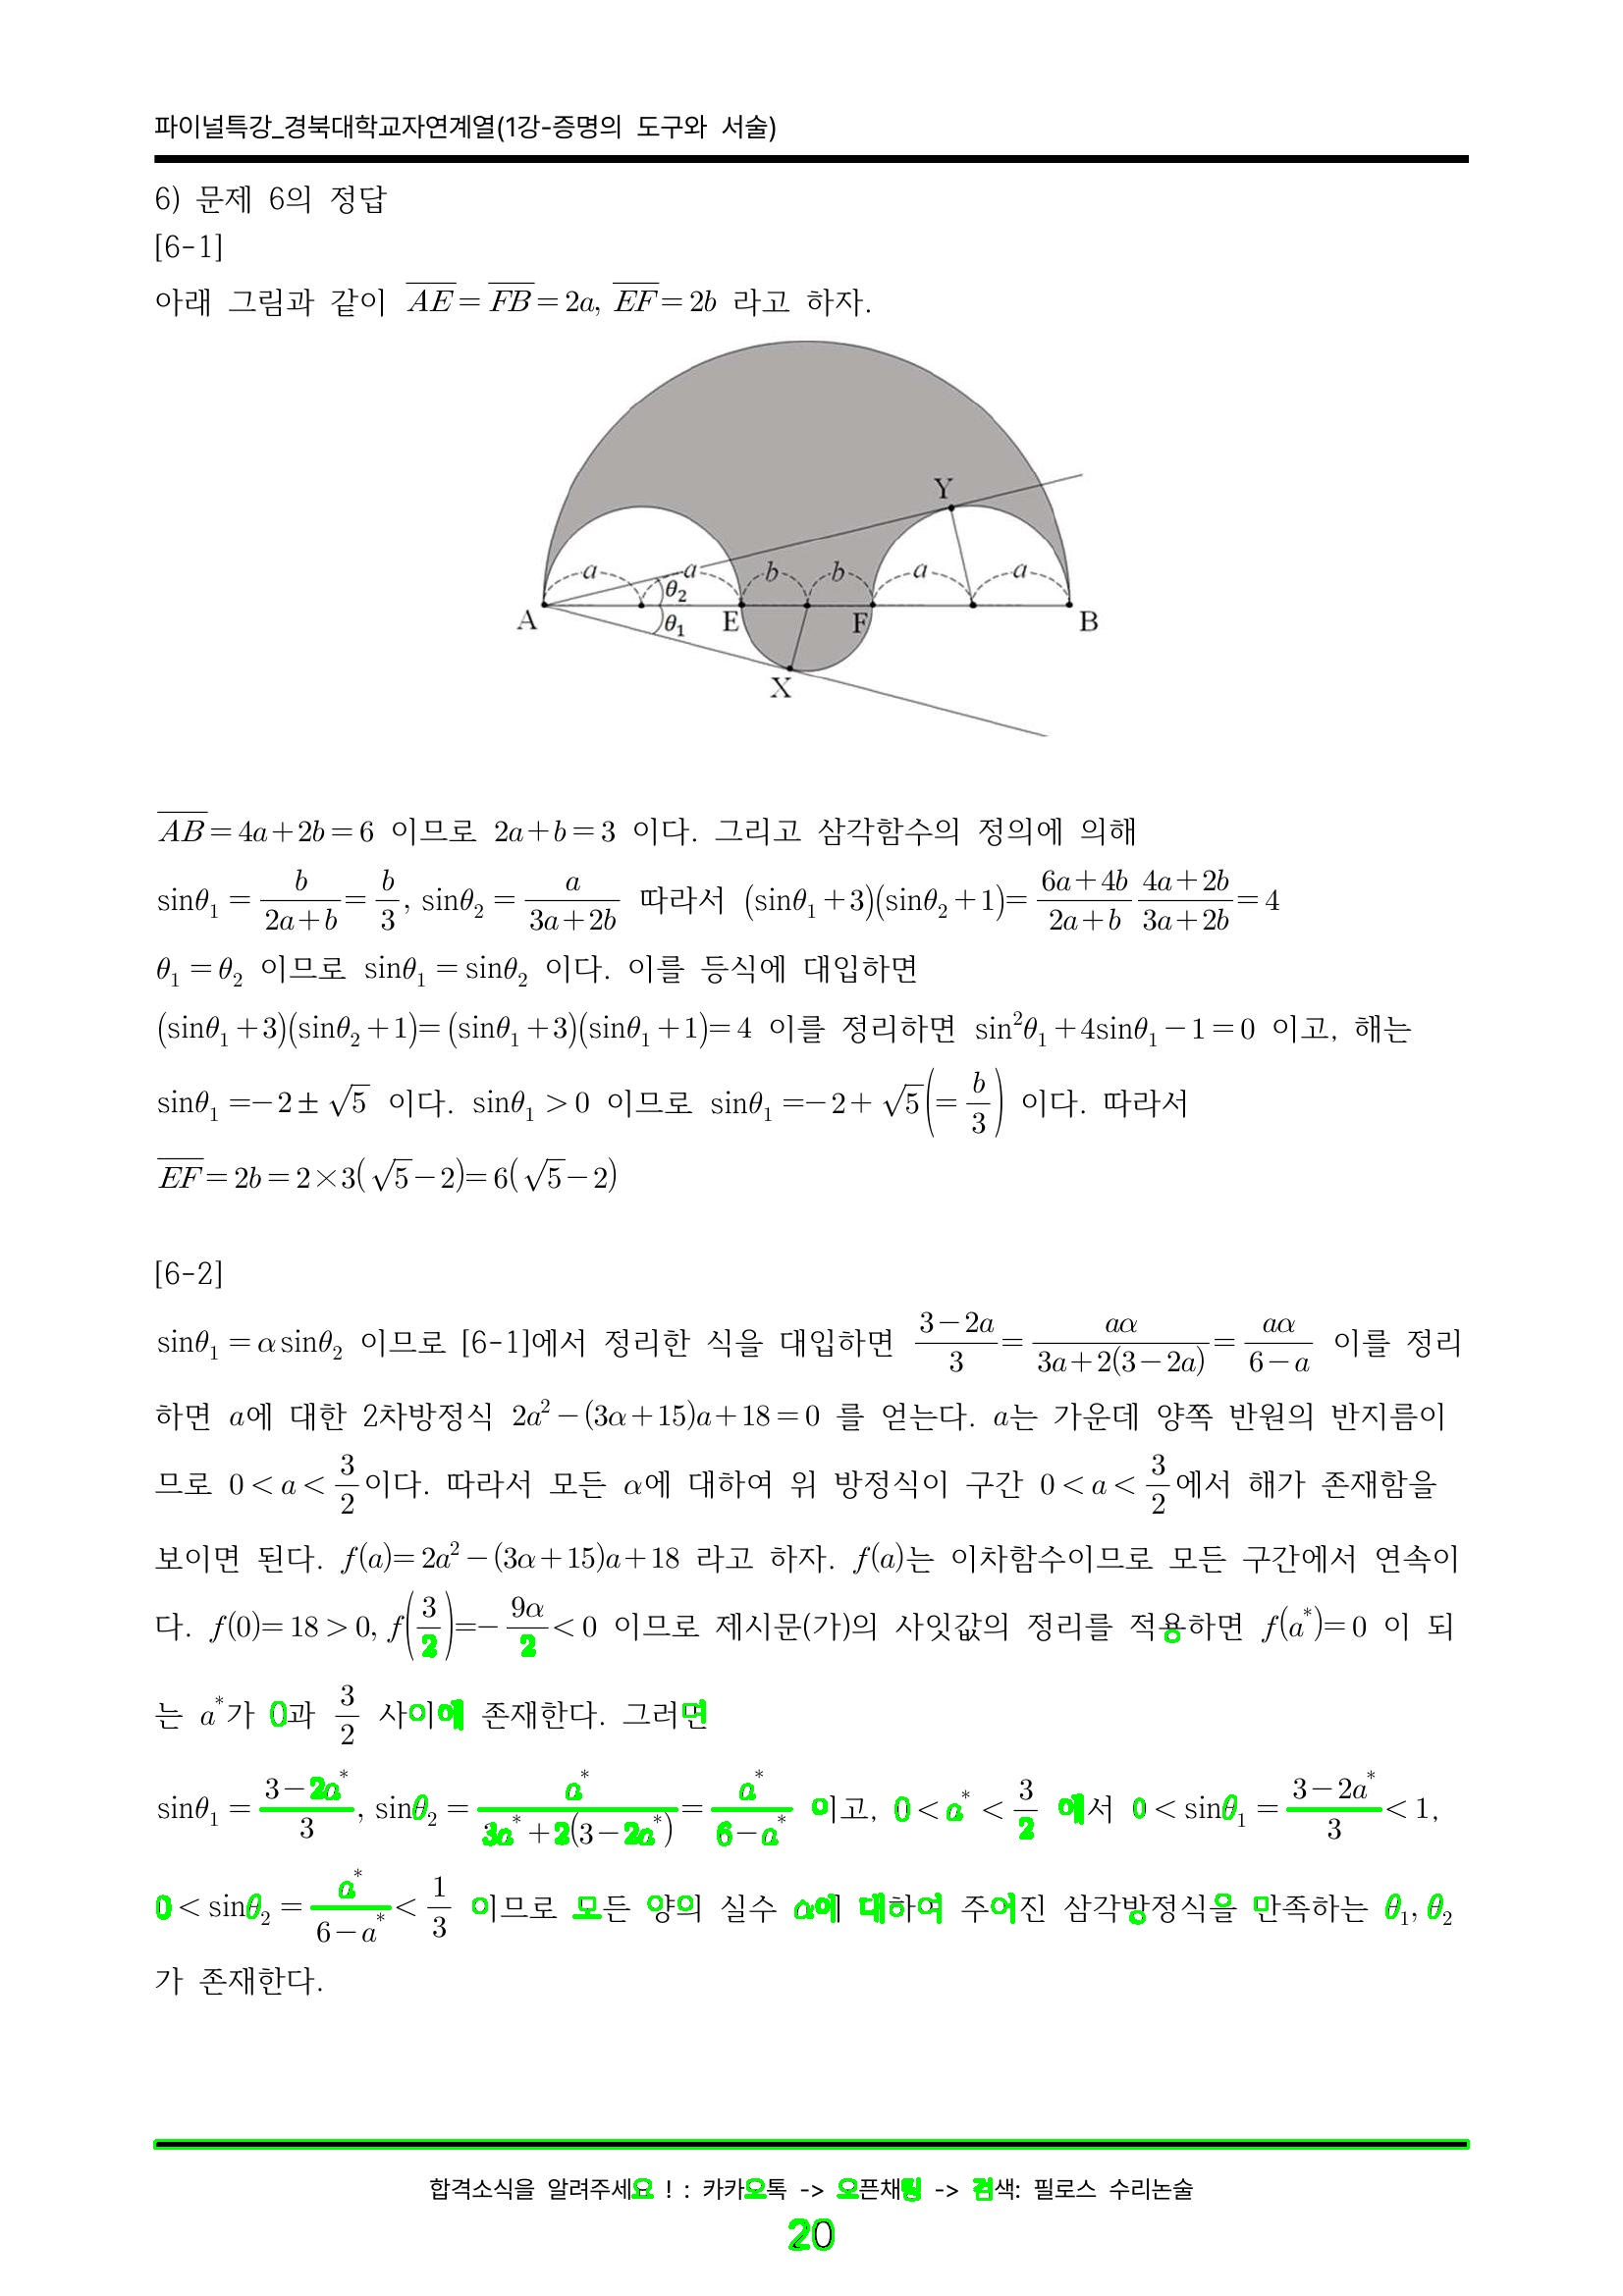 파이널특강_경북대학교자연계열(1강-증명의 도구와 서술)
6) 문제 6의 정답
[6-1]
아래 그림과 같이 $\overline{AE}=\overline{FB}=2a$, $\overline{EF}=2b$ 라고 하자.
Y
a a b b a a
θ₂
A E F B
θ₁
X
$\overline{AB}=4a+2b=6$ 이므로 $2a+b=3$ 이다. 그리고 삼각함수의 정의에 의해
$\sin\theta_1=\frac{b}{2a+b}=\frac{b}{3}$, $\sin\theta_2=\frac{a}{3a+2b}$ 따라서 $(\sin\theta_1+3)(\sin\theta_2+1)=\frac{6a+4b}{2a+b}\frac{4a+2b}{3a+2b}=4$
$\theta_1=\theta_2$ 이므로 $\sin\theta_1=\sin\theta_2$ 이다. 이를 등식에 대입하면
$(\sin\theta_1+3)(\sin\theta_2+1)=(\sin\theta_1+3)(\sin\theta_1+1)=4$ 이를 정리하면 $\sin^2\theta_1+4\sin\theta_1-1=0$ 이고, 해는
$\sin\theta_1=-2\pm\sqrt{5}$ 이다. $\sin\theta_1>0$ 이므로 $\sin\theta_1=-2+\sqrt{5}\left(=\frac{b}{3}\right)$ 이다. 따라서
$\overline{EF}=2b=2\times3(\sqrt{5}-2)=6(\sqrt{5}-2)$
[6-2]
$\sin\theta_1=\alpha\sin\theta_2$ 이므로 [6-1]에서 정리한 식을 대입하면 $\frac{3-2a}{3}=\frac{a\alpha}{3a+2(3-2a)}=\frac{a\alpha}{6-a}$ 이를 정리
하면 $a$에 대한 2차방정식 $2a^2-(3\alpha+15)a+18=0$ 를 얻는다. $a$는 가운데 양쪽 반원의 반지름이
므로 $0<a<\frac{3}{2}$이다. 따라서 모든 $\alpha$에 대하여 위 방정식이 구간 $0<a<\frac{3}{2}$에서 해가 존재함을
보이면 된다. $f(a)=2a^2-(3\alpha+15)a+18$ 라고 하자. $f(a)$는 이차함수이므로 모든 구간에서 연속이
다. $f(0)=18>0$, $f\left(\frac{3}{2}\right)=-\frac{9\alpha}{2}<0$ 이므로 제시문(가)의 사잇값의 정리를 적용하면 $f(a^*)=0$ 이 되
는 $a^*$가 0과 $\frac{3}{2}$ 사이에 존재한다. 그러면
$\sin\theta_1=\frac{3-2a^*}{3}$, $\sin\theta_2=\frac{a^*}{3a^*+2(3-2a^*)}=\frac{a^*}{6-a^*}$ 이고, $0<a^*<\frac{3}{2}$ 에서 $0<\sin\theta_1=\frac{3-2a^*}{3}<1$,
$0<\sin\theta_2=\frac{a^*}{6-a^*}<\frac{1}{3}$ 이므로 모든 양의 실수 $\alpha$에 대하여 주어진 삼각방정식을 만족하는 $\theta_1, \theta_2$
가 존재한다.
합격소식을 알려주세요 ! : 카카오톡 -> 오픈채팅 -> 검색: 필로스 수리논술
20